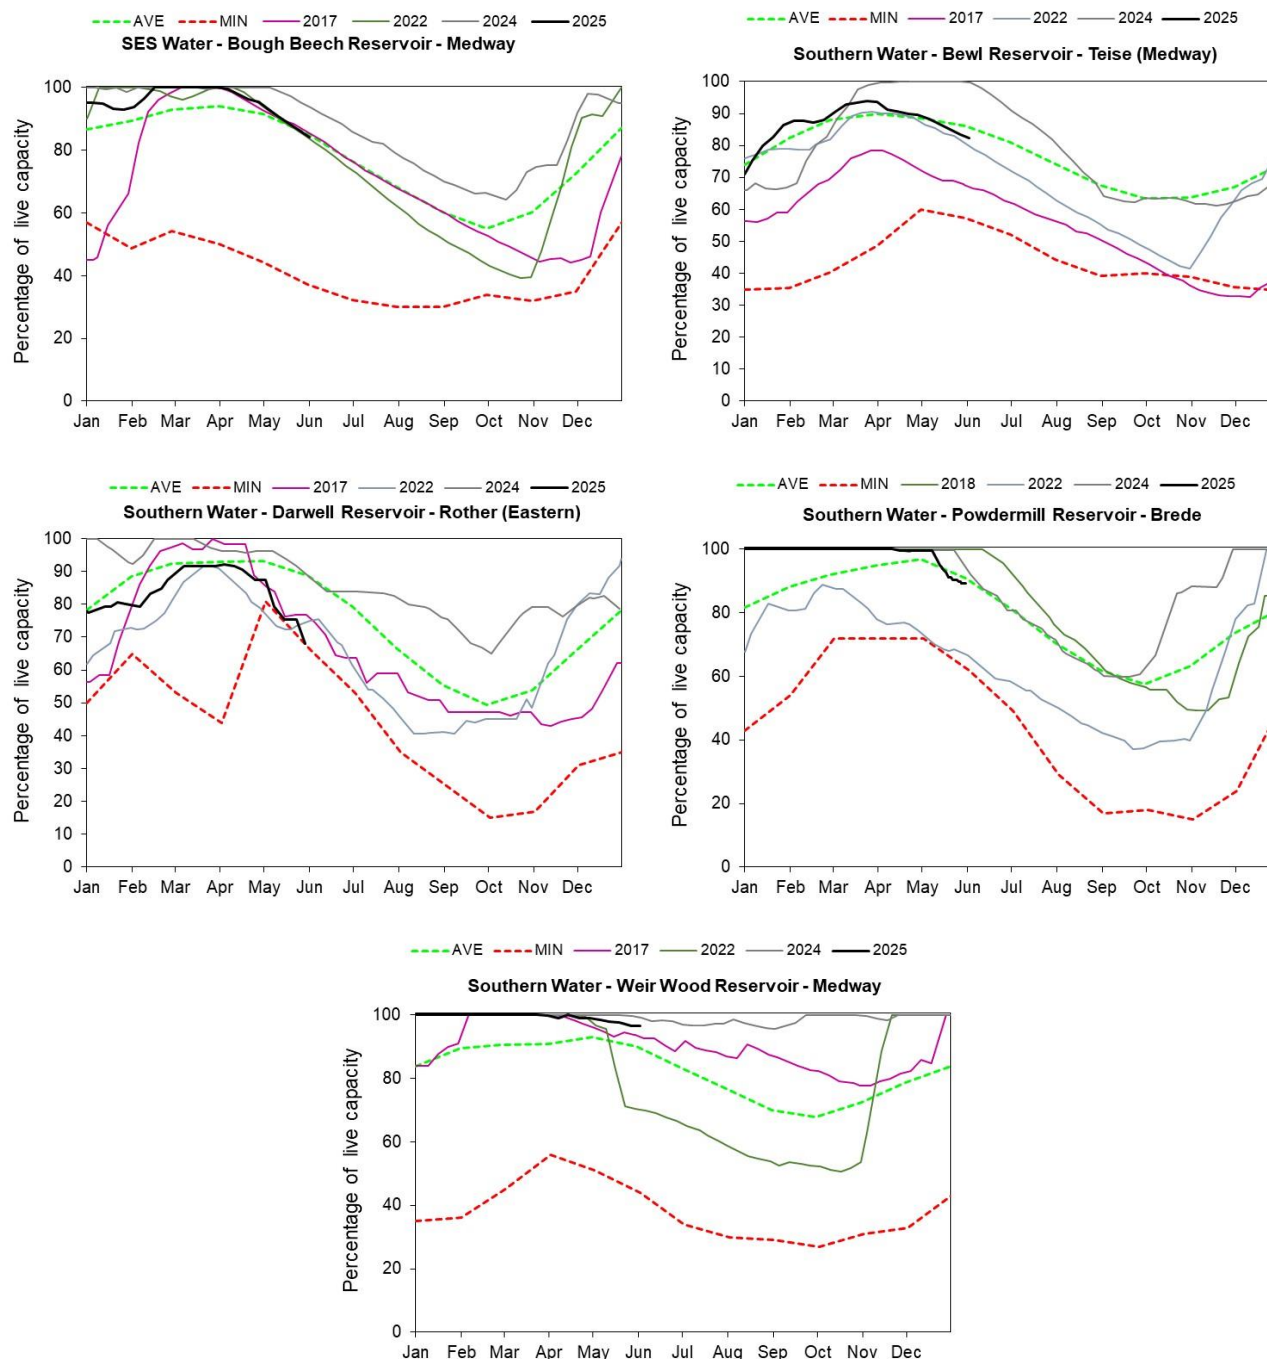 AVE MIN 2017 2022 2024 2025
SES Water - Bough Beech Reservoir - Medway
Percentage of live capacity
100
80
60
40
20
0
Jan Feb Mar Apr May Jun Jul Aug Sep Oct Nov Dec
AVE MIN 2017 2022 2024 2025
Southern Water - Bewl Reservoir - Teise (Medway)
Percentage of live capacity
100
90
80
70
60
50
40
30
20
10
0
Jan Feb Mar Apr May Jun Jul Aug Sep Oct Nov Dec
AVE MIN 2017 2022 2024 2025
Southern Water - Darwell Reservoir - Rother (Eastern)
Percentage of live capacity
100
90
80
70
60
50
40
30
20
10
0
Jan Feb Mar Apr May Jun Jul Aug Sep Oct Nov Dec
AVE MIN 2018 2022 2024 2025
Southern Water - Powdermill Reservoir - Brede
Percentage of live capacity
100
80
60
40
20
0
Jan Feb Mar Apr May Jun Jul Aug Sep Oct Nov Dec
AVE MIN 2017 2022 2024 2025
Southern Water - Weir Wood Reservoir - Medway
Percentage of live capacity
100
80
60
40
20
0
Jan Feb Mar Apr May Jun Jul Aug Sep Oct Nov Dec